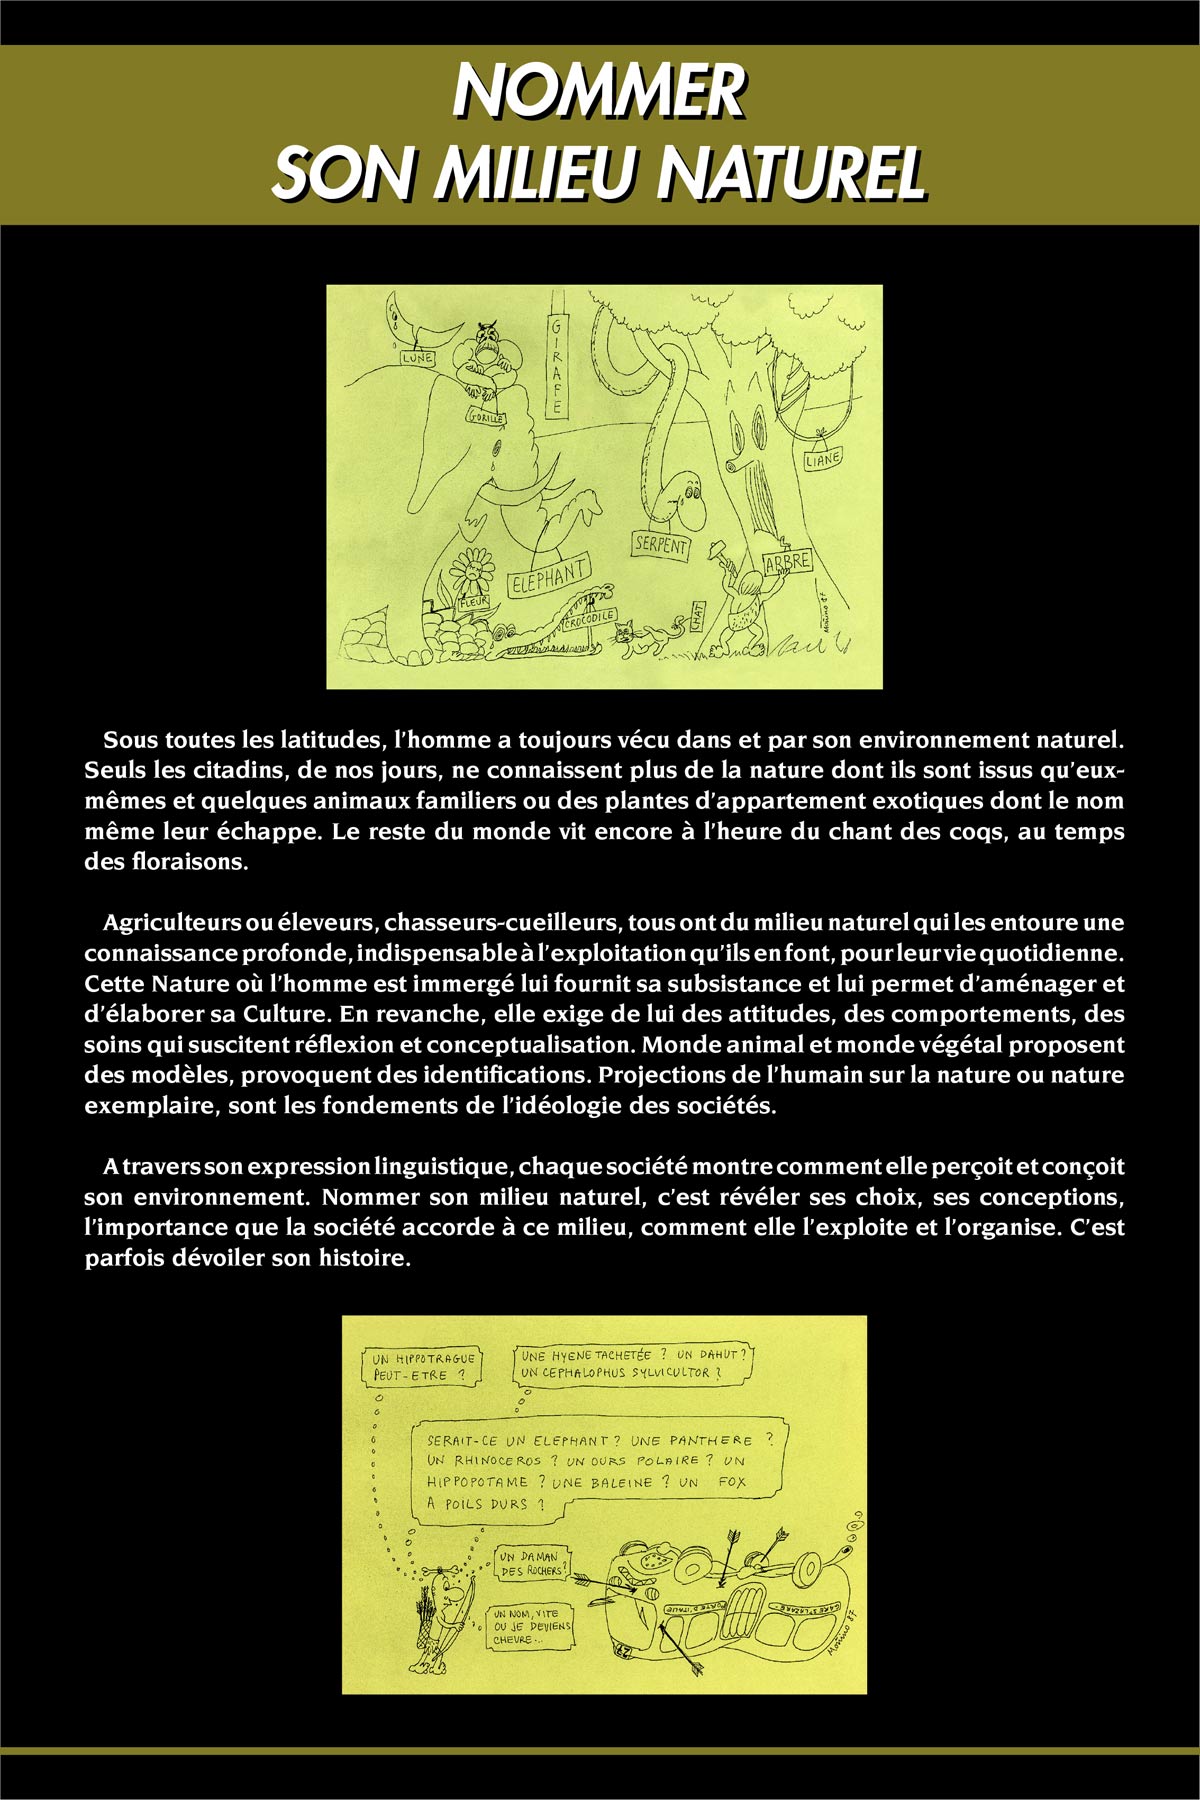 NOMMER
SON MILIEU NATUREL
LUNE
GIRAFE
GORILLE
LIANE
SERPENT
ARBRE
ELEPHANT
FLEUR
CROCODILE
CHAT
Moñino 87
Sous toutes les latitudes, l'homme a toujours vécu dans et par son environnement naturel.
Seuls les citadins, de nos jours, ne connaissent plus de la nature dont ils sont issus qu'eux-
mêmes et quelques animaux familiers ou des plantes d'appartement exotiques dont le nom
même leur échappe. Le reste du monde vit encore à l'heure du chant des coqs, au temps
des floraisons.
Agriculteurs ou éleveurs, chasseurs-cueilleurs, tous ont du milieu naturel qui les entoure une
connaissance profonde, indispensable à l'exploitation qu'ils en font, pour leur vie quotidienne.
Cette Nature où l'homme est immergé lui fournit sa subsistance et lui permet d'aménager et
d'élaborer sa Culture. En revanche, elle exige de lui des attitudes, des comportements, des
soins qui suscitent réflexion et conceptualisation. Monde animal et monde végétal proposent
des modèles, provoquent des identifications. Projections de l'humain sur la nature ou nature
exemplaire, sont les fondements de l'idéologie des sociétés.
A travers son expression linguistique, chaque société montre comment elle perçoit et conçoit
son environnement. Nommer son milieu naturel, c'est révéler ses choix, ses conceptions,
l'importance que la société accorde à ce milieu, comment elle l'exploite et l'organise. C'est
parfois dévoiler son histoire.
UN HIPPOTRAGUE
PEUT-ETRE ?
UNE HYENE TACHETÉE ? UN DAHUT ?
UN CEPHALOPHUS SYLVICULTOR ?
SERAIT-CE UN ELEPHANT ? UNE PANTHERE ?
UN RHINOCEROS ? UN OURS POLAIRE ? UN
HIPPOPOTAME ? UNE BALEINE ? UN FOX
A POILS DURS ?
UN DAMAN
DES ROCHERS ?
UN NOM, VITE
OU JE DEVIENS
CHEVRE...
PORTE D'ITALIE
GARE ST LAZARE
Moñino 87